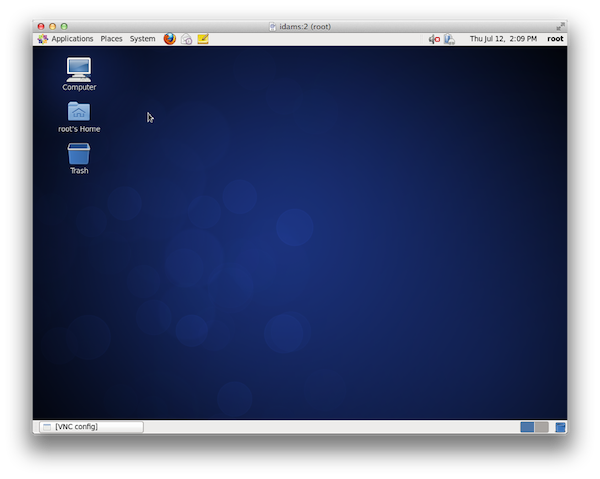 idams:2 (root)
Applications Places System Thu Jul 12, 2:09 PM root
Computer
root's Home
Trash
[VNC config]